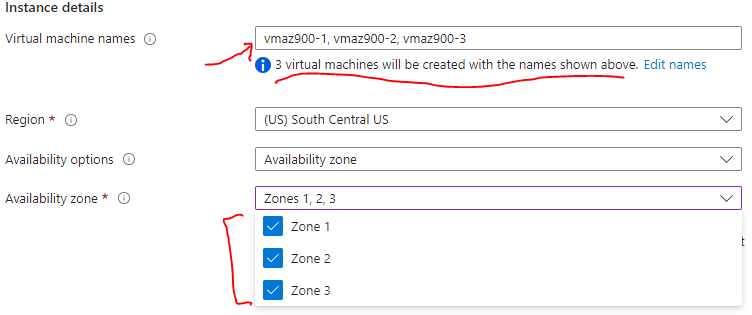 Instance details
Virtual machine names
vmaz900-1, vmaz900-2, vmaz900-3
3 virtual machines will be created with the names shown above. Edit names
Region *
(US) South Central US
Availability options
Availability zone
Availability zone *
Zones 1, 2, 3
Zone 1
Zone 2
Zone 3